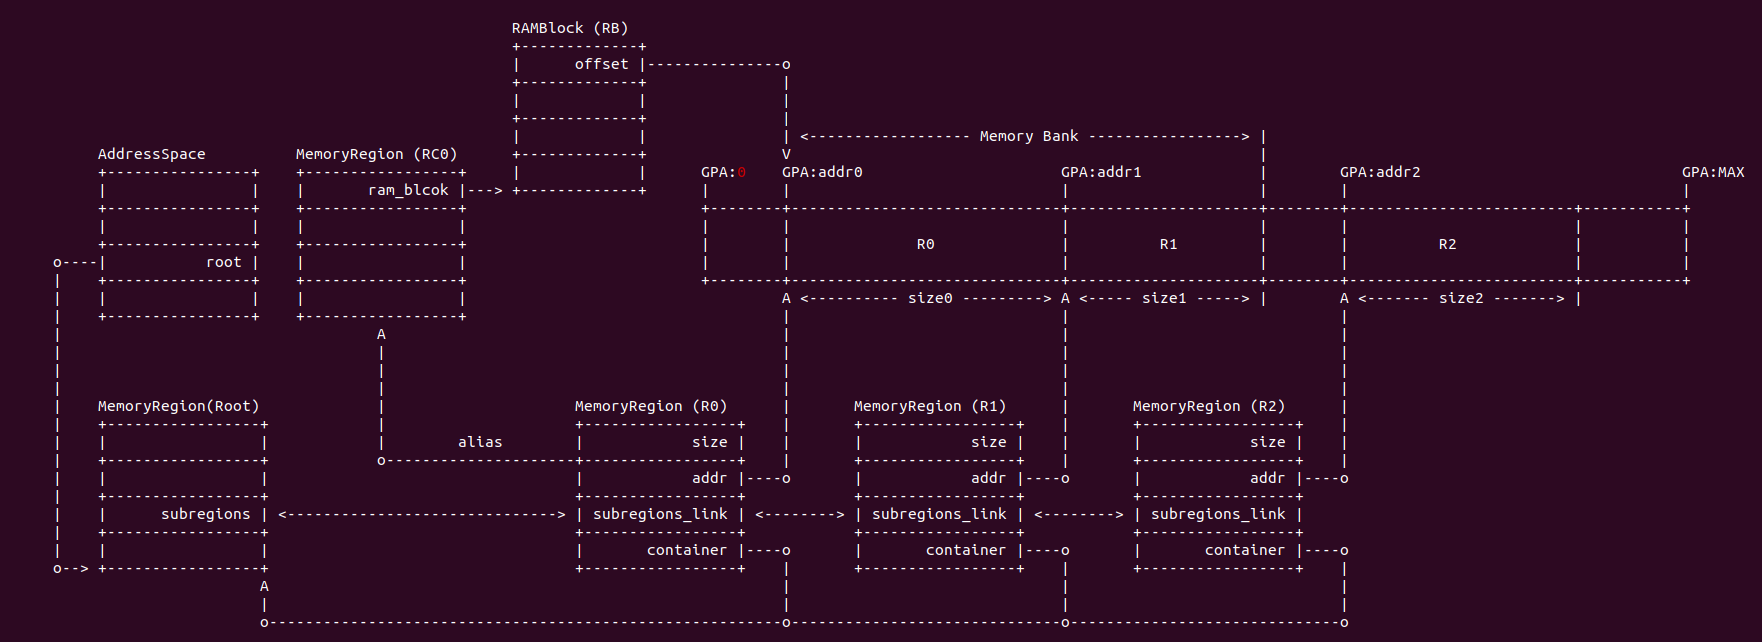 RAMBlock (RB)
offset
<------------------ Memory Bank ----------------->
AddressSpace MemoryRegion (RC0) V
GPA:0 GPA:addr0 GPA:addr1 GPA:addr2 GPA:MAX
ram_blcok
R0 R1 R2
root
A <---------- size0 ---------> A <----- size1 -----> A <------- size2 ------->
A
MemoryRegion(Root) MemoryRegion (R0) MemoryRegion (R1) MemoryRegion (R2)
alias size size size
addr addr addr
subregions subregions_link subregions_link subregions_link
container container container
A